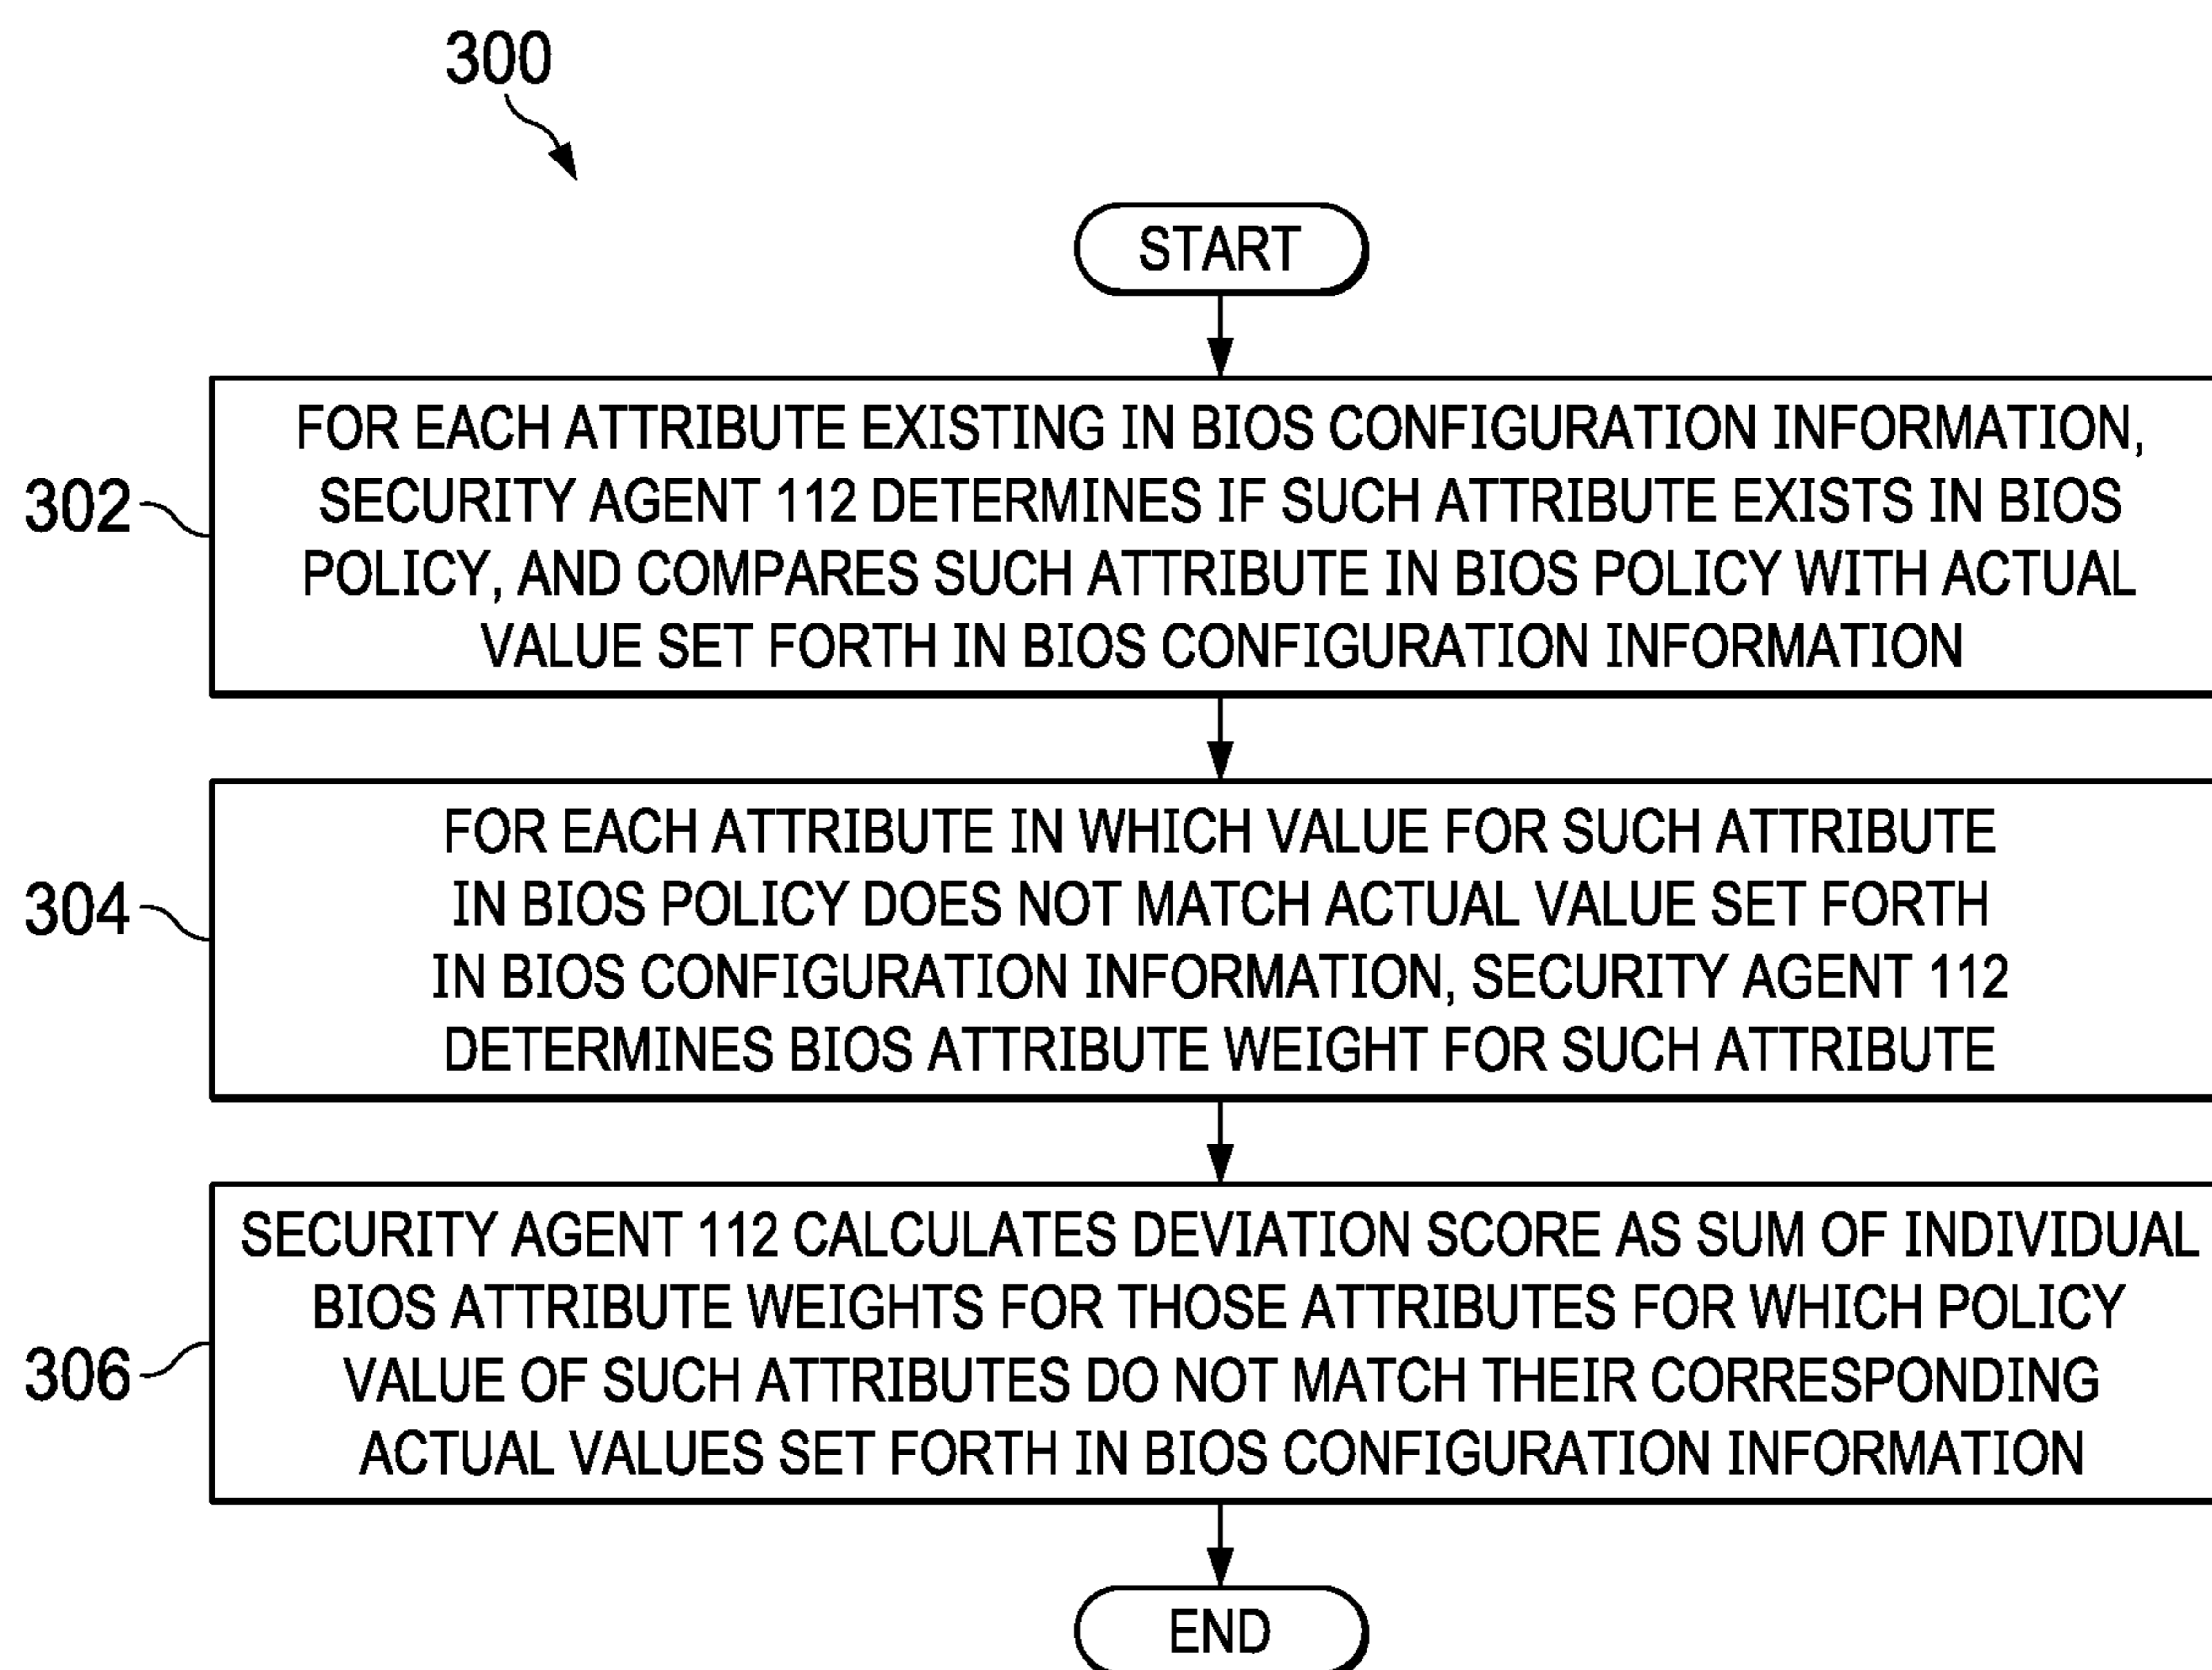 300
START
302
FOR EACH ATTRIBUTE EXISTING IN BIOS CONFIGURATION INFORMATION,
SECURITY AGENT 112 DETERMINES IF SUCH ATTRIBUTE EXISTS IN BIOS
POLICY, AND COMPARES SUCH ATTRIBUTE IN BIOS POLICY WITH ACTUAL
VALUE SET FORTH IN BIOS CONFIGURATION INFORMATION
304
FOR EACH ATTRIBUTE IN WHICH VALUE FOR SUCH ATTRIBUTE
IN BIOS POLICY DOES NOT MATCH ACTUAL VALUE SET FORTH
IN BIOS CONFIGURATION INFORMATION, SECURITY AGENT 112
DETERMINES BIOS ATTRIBUTE WEIGHT FOR SUCH ATTRIBUTE
306
SECURITY AGENT 112 CALCULATES DEVIATION SCORE AS SUM OF INDIVIDUAL
BIOS ATTRIBUTE WEIGHTS FOR THOSE ATTRIBUTES FOR WHICH POLICY
VALUE OF SUCH ATTRIBUTES DO NOT MATCH THEIR CORRESPONDING
ACTUAL VALUES SET FORTH IN BIOS CONFIGURATION INFORMATION
END